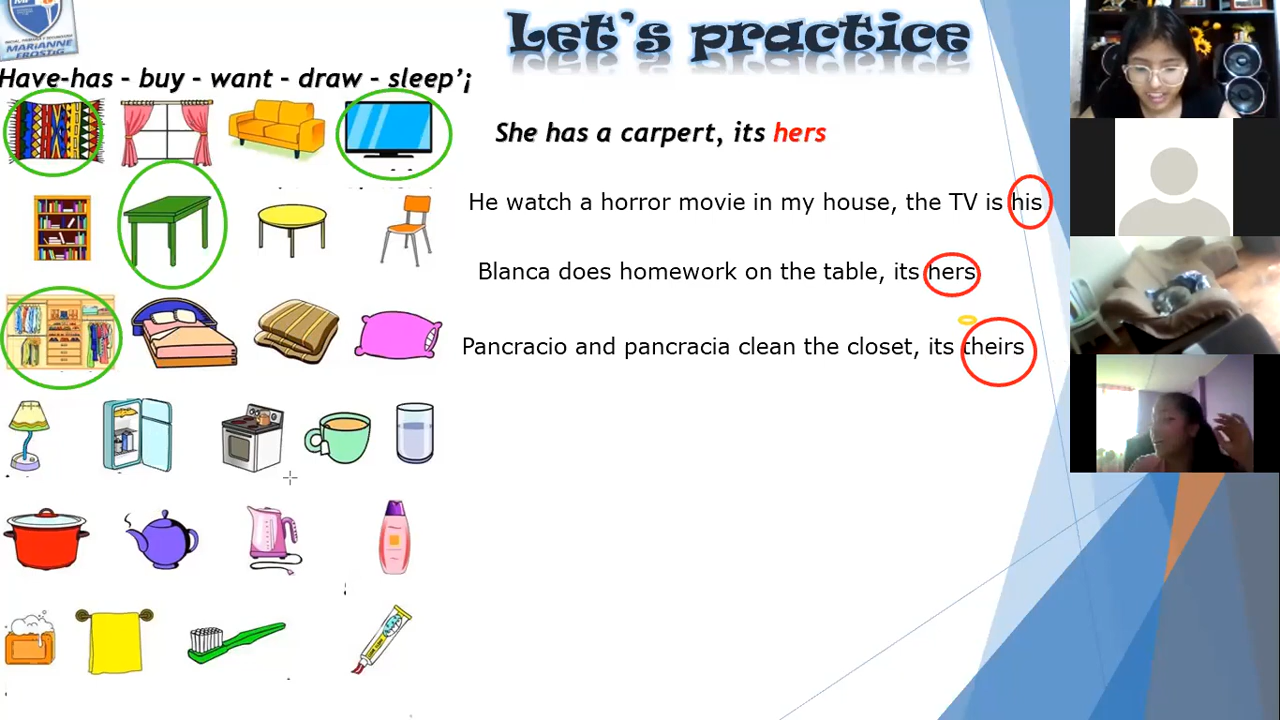 Let's practice
MARIANNE
FROSTIG
Have-has - buy - want - draw - sleep’¡
She has a carpert, its hers
He watch a horror movie in my house, the TV is his
Blanca does homework on the table, its hers
Pancracio and pancracia clean the closet, its theirs